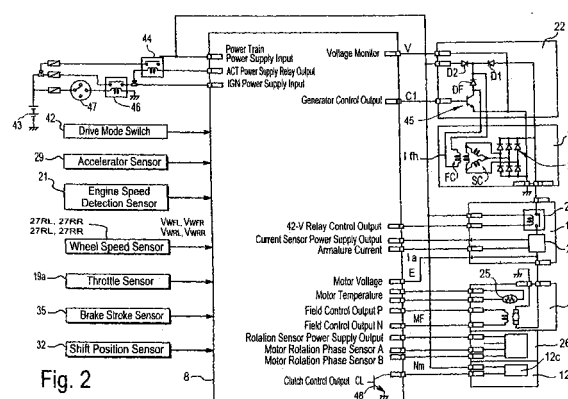 44
Power Train
Power Supply Input
ACT Power Supply Relay Output
IGN Power Supply Input
46
47
43
42
Drive Mode Switch
29
Accelerator Sensor
21
Engine Speed
Detection Sensor
27RL, 27RR VWFL, VWFR
27RL, 27RR VWRL, VWRR
Wheel Speed Sensor
19a
Throttle Sensor
35
Brake Stroke Sensor
32
Shift Position Sensor
Fig. 2
8
Voltage Monitor V
Generator Control Output C1
42-V Relay Control Output
Current Sensor Power Supply Output
Armature Current Ia
E
Motor Voltage
Motor Temperature
Field Control Output P
MF
Field Control Output N
Rotation Sensor Power Supply Output
Motor Rotation Phase Sensor A
Motor Rotation Phase Sensor B
Nm
Clutch Control Output CL
48
22
D2
D1
DF
45
Ifh
FC
SC
25
26
12c
12